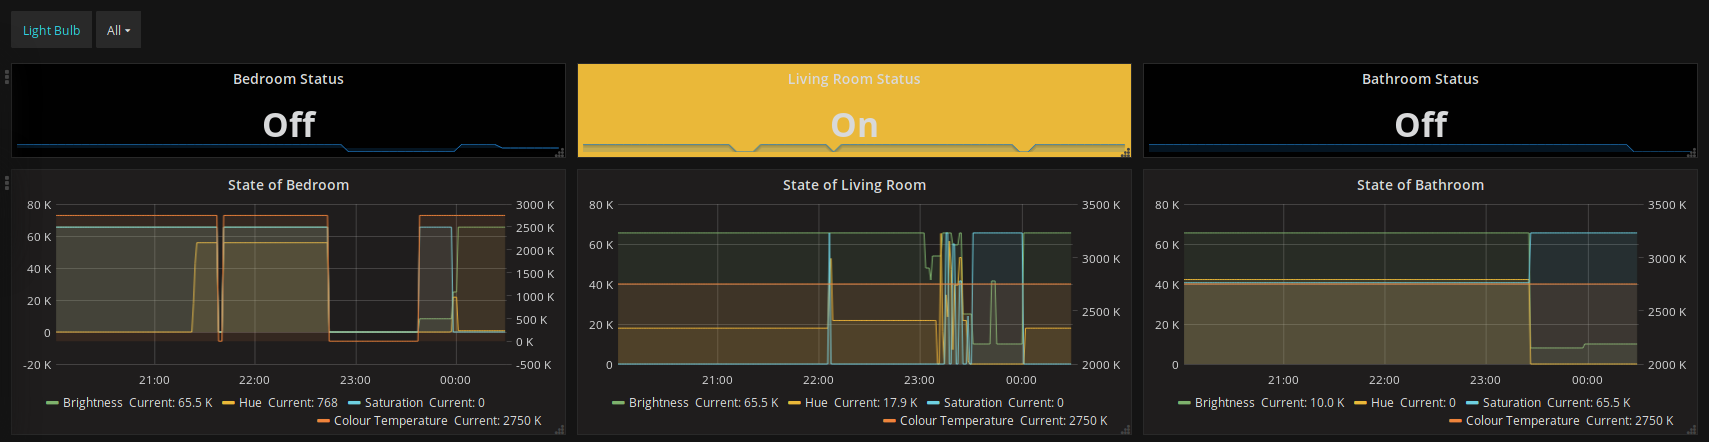 Light Bulb All
Bedroom Status
Off
Living Room Status
On
Bathroom Status
Off
State of Bedroom
80 K
60 K
40 K
20 K
0
-20 K
3000 K
2500 K
2000 K
1500 K
1000 K
500 K
0 K
-500 K
21:00 22:00 23:00 00:00
Brightness Current: 65.5 K Hue Current: 768 Saturation Current: 0
Colour Temperature Current: 2750 K
State of Living Room
80 K
60 K
40 K
20 K
0
3500 K
3000 K
2500 K
2000 K
21:00 22:00 23:00 00:00
Brightness Current: 65.5 K Hue Current: 17.9 K Saturation Current: 0
Colour Temperature Current: 2750 K
State of Bathroom
80 K
60 K
40 K
20 K
0
3500 K
3000 K
2500 K
2000 K
21:00 22:00 23:00 00:00
Brightness Current: 10.0 K Hue Current: 0 Saturation Current: 65.5 K
Colour Temperature Current: 2750 K